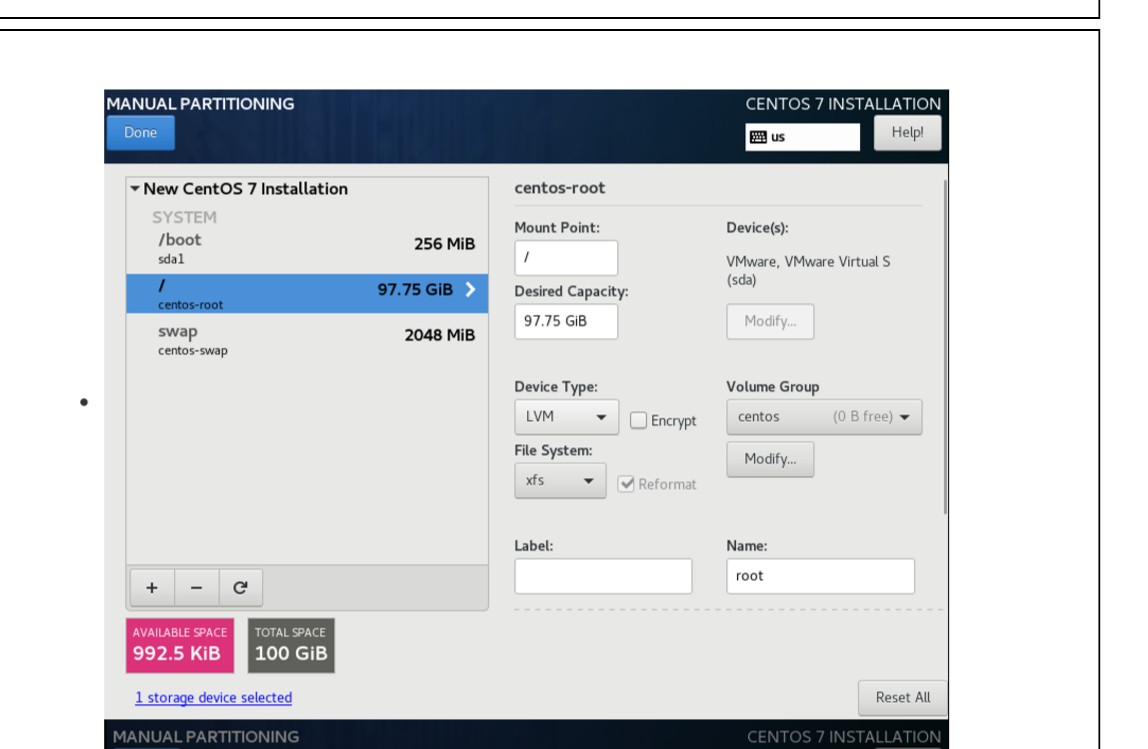 MANUAL PARTITIONING
CENTOS 7 INSTALLATION
Done
us
Help!
New CentOS 7 Installation
SYSTEM
/boot
256 MiB
sda1
/
97.75 GiB
centos-root
swap
2048 MiB
centos-swap
+ −
AVAILABLE SPACE
992.5 KiB
TOTAL SPACE
100 GiB
1 storage device selected
centos-root
Mount Point:
/
Desired Capacity:
97.75 GiB
Device(s):
VMware, VMware Virtual S
(sda)
Modify...
Device Type:
LVM
Encrypt
Volume Group
centos (0 B free)
File System:
xfs
Reformat
Modify...
Label:
Name:
root
Reset All
MANUAL PARTITIONING
CENTOS 7 INSTALLATION